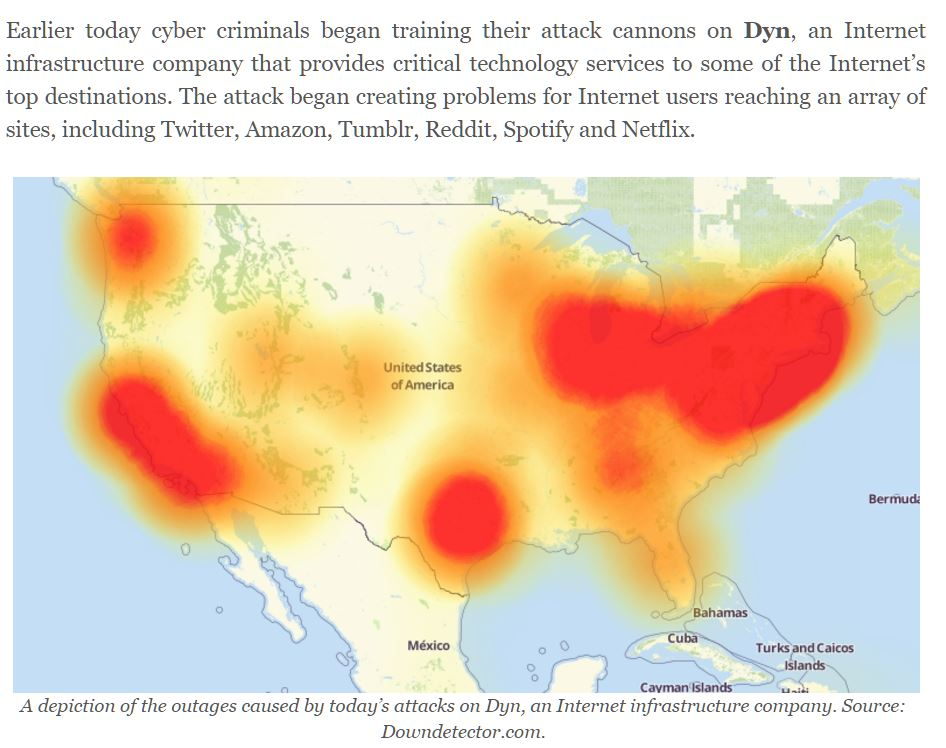 Earlier today cyber criminals began training their attack cannons on Dyn, an Internet
infrastructure company that provides critical technology services to some of the Internet’s
top destinations. The attack began creating problems for Internet users reaching an array of
sites, including Twitter, Amazon, Tumblr, Reddit, Spotify and Netflix.
United States
of America
Bermuda
Bahamas
México
Cuba
Turks and Caicos
Islands
Cayman Islands
Haiti
A depiction of the outages caused by today’s attacks on Dyn, an Internet infrastructure company. Source:
Downdetector.com.